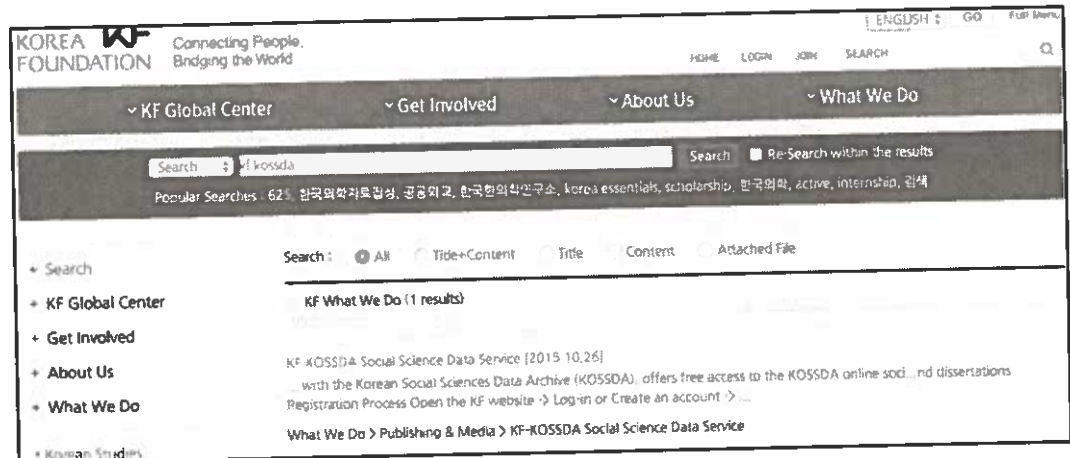 KOREA KF
FOUNDATION
Connecting People,
Bridging the World
ENGLISH GO Full Menu
HOME LOGIN JOIN SEARCH
KF Global Center Get Involved About Us What We Do
Search kossda Search Re-Search within the results
Popular Searches : 625, 한국의학자료집성, 공공외교, 한국한의학연구소, korea essentials, scholarship, 한국의학, active, internship, 검색
Search : All Title+Content Title Content Attached File
+ Search
+ KF Global Center
+ Get Involved
+ About Us
+ What We Do
• Korean Studies
KF What We Do (1 results)
KF-KOSSDA Social Science Data Service [2015.10.26]
...with the Korean Social Sciences Data Archive (KOSSDA), offers free access to the KOSSDA online soci...nd dissertations
Registration Process Open the KF website -> Log-in or Create an account -> ...
What We Do > Publishing & Media > KF-KOSSDA Social Science Data Service